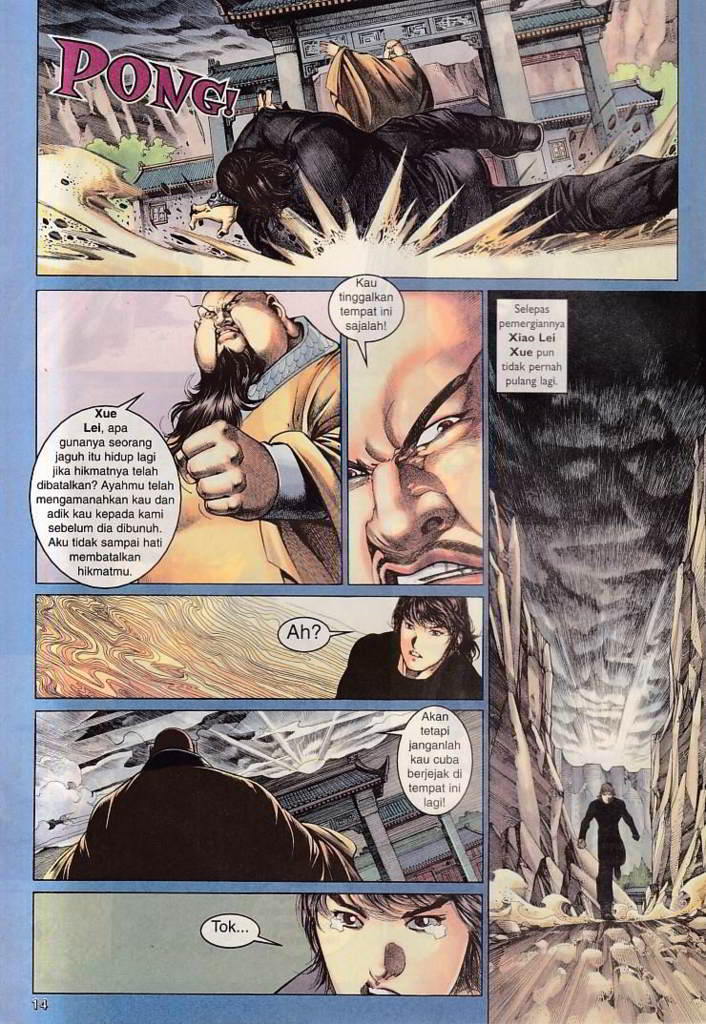 PONG!
Xue
Lei, apa
gunanya seorang
jaguh itu hidup lagi
jika hikmatnya telah
dibatalkan? Ayahmu telah
mengamanahkan kau dan
adik kau kepada kami
sebelum dia dibunuh.
Aku tidak sampai hati
membatalkan
hikmatmu.
Kau
tinggalkan
tempat ini
sajalah!
Ah?
Akan
tetapi
janganlah
kau cuba
berjejak di
tempat ini
lagi!
Tok...
Selepas
pemergiannya
Xiao Lei
Xue pun
tidak pernah
pulang lagi.
14